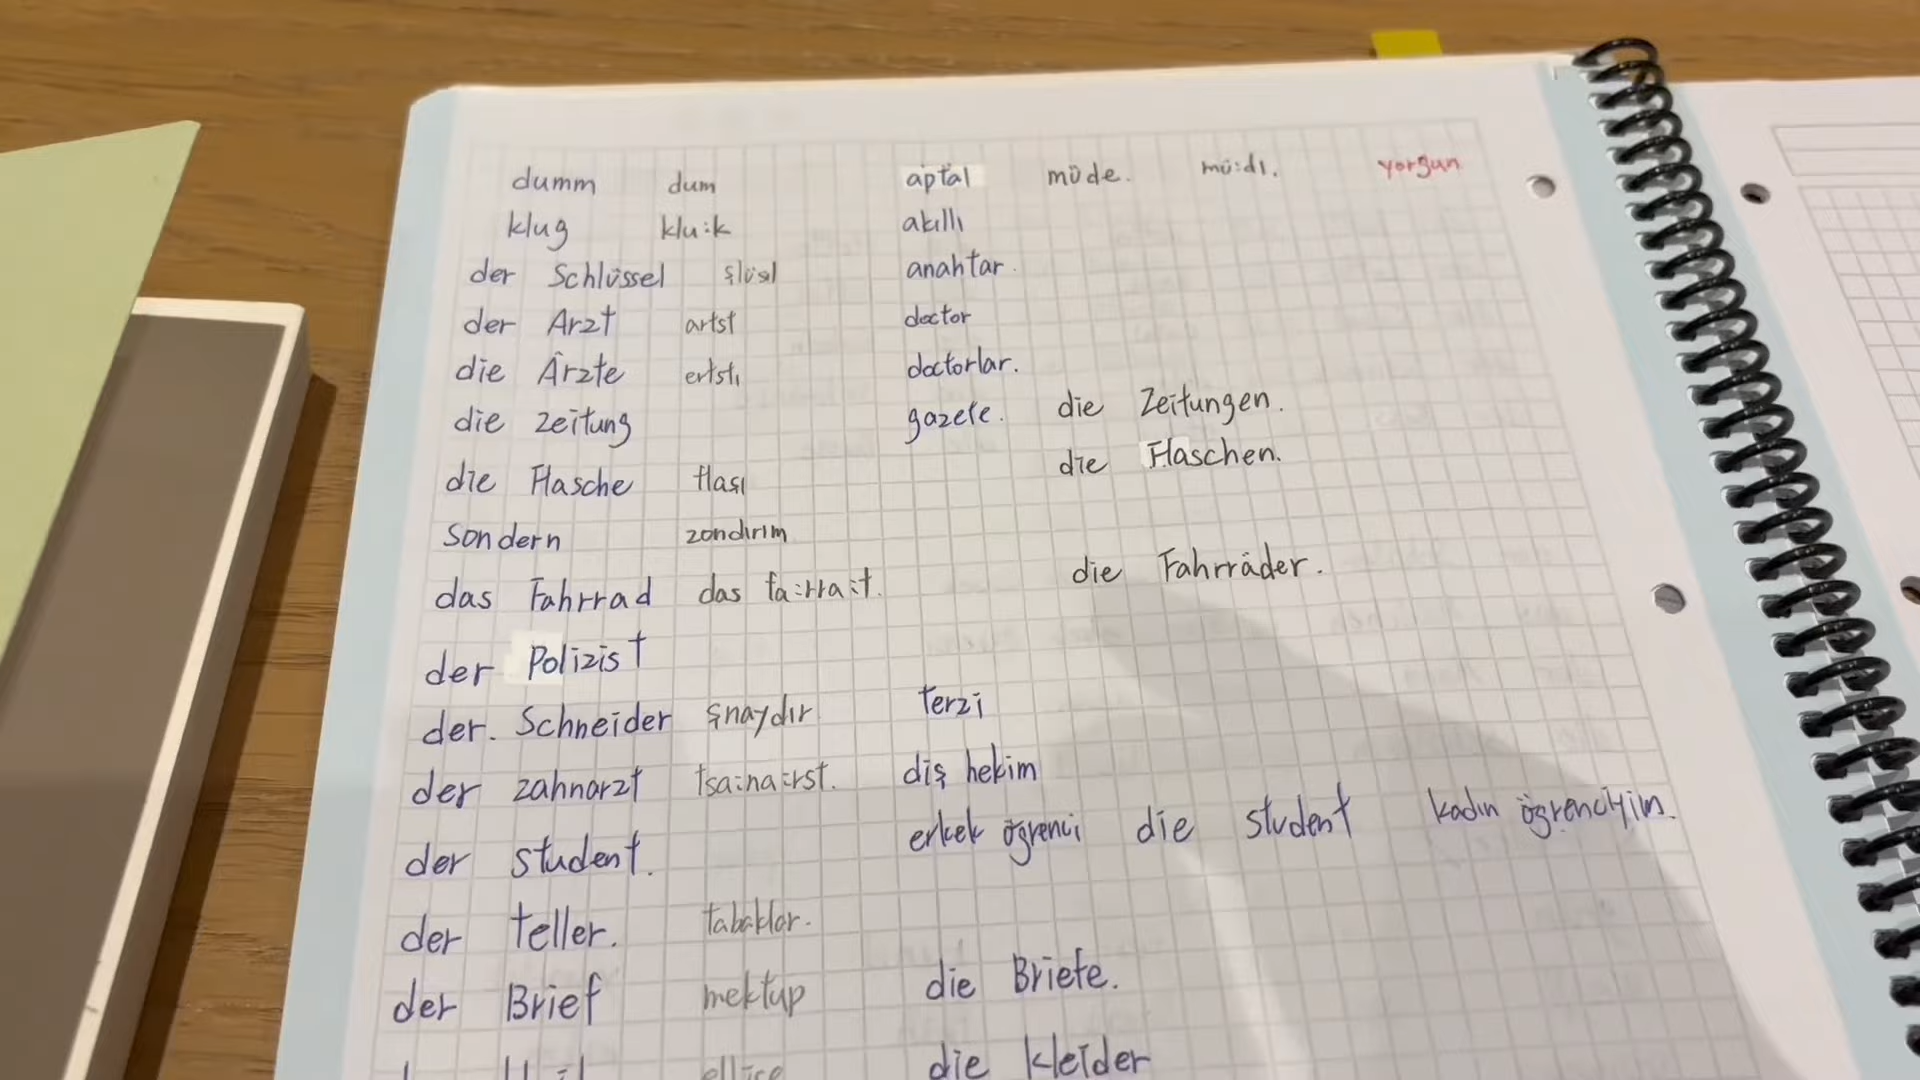 dumm dum aptal müde. mü:dı. yorgun
klug klu:k akıllı
der Schlüssel şlüsl anahtar.
der Arzt artst doctor
die Ärzte ertstı doctorlar.
die Zeitung gazete. die Zeitungen.
die Flasche flaşı die Flaschen.
Sondern zondırım
das Fahrrad das fa:rra:t. die Fahrräder.
der Polizist
der. Schneider şnaydır terzi
der zahnarzt tsa:na:rst. diş hekim
der student. erkek öğrenci die student kadın
der teller. tabaklar.
der Brief mektup die Briefe.
die kleider